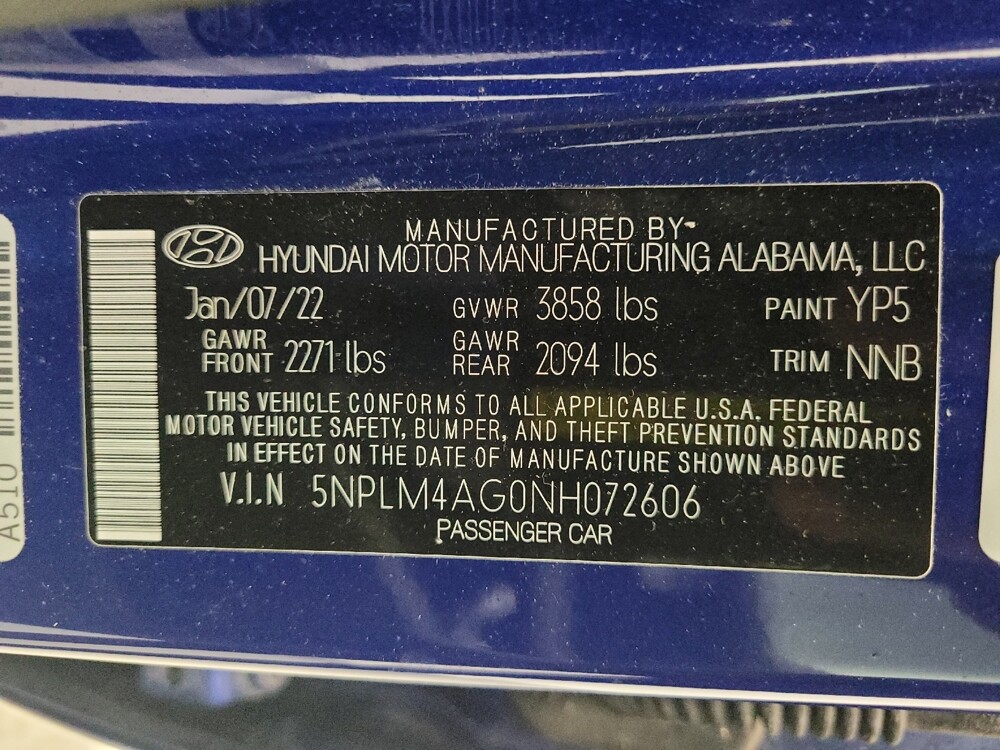 MANUFACTURED BY-
HYUNDAI MOTOR MANUFACTURING ALABAMA, LLC
Jan/07/22 GVWR 3858 lbs PAINT YP5
GAWR FRONT 2271 lbs GAWR REAR 2094 lbs TRIM NNB
THIS VEHICLE CONFORMS TO ALL APPLICABLE U.S.A. FEDERAL
MOTOR VEHICLE SAFETY, BUMPER, AND THEFT PREVENTION STANDARDS
IN EFFECT ON THE DATE OF MANUFACTURE SHOWN ABOVE
V.I.N 5NPLM4AG0NH072606
PASSENGER CAR
A510